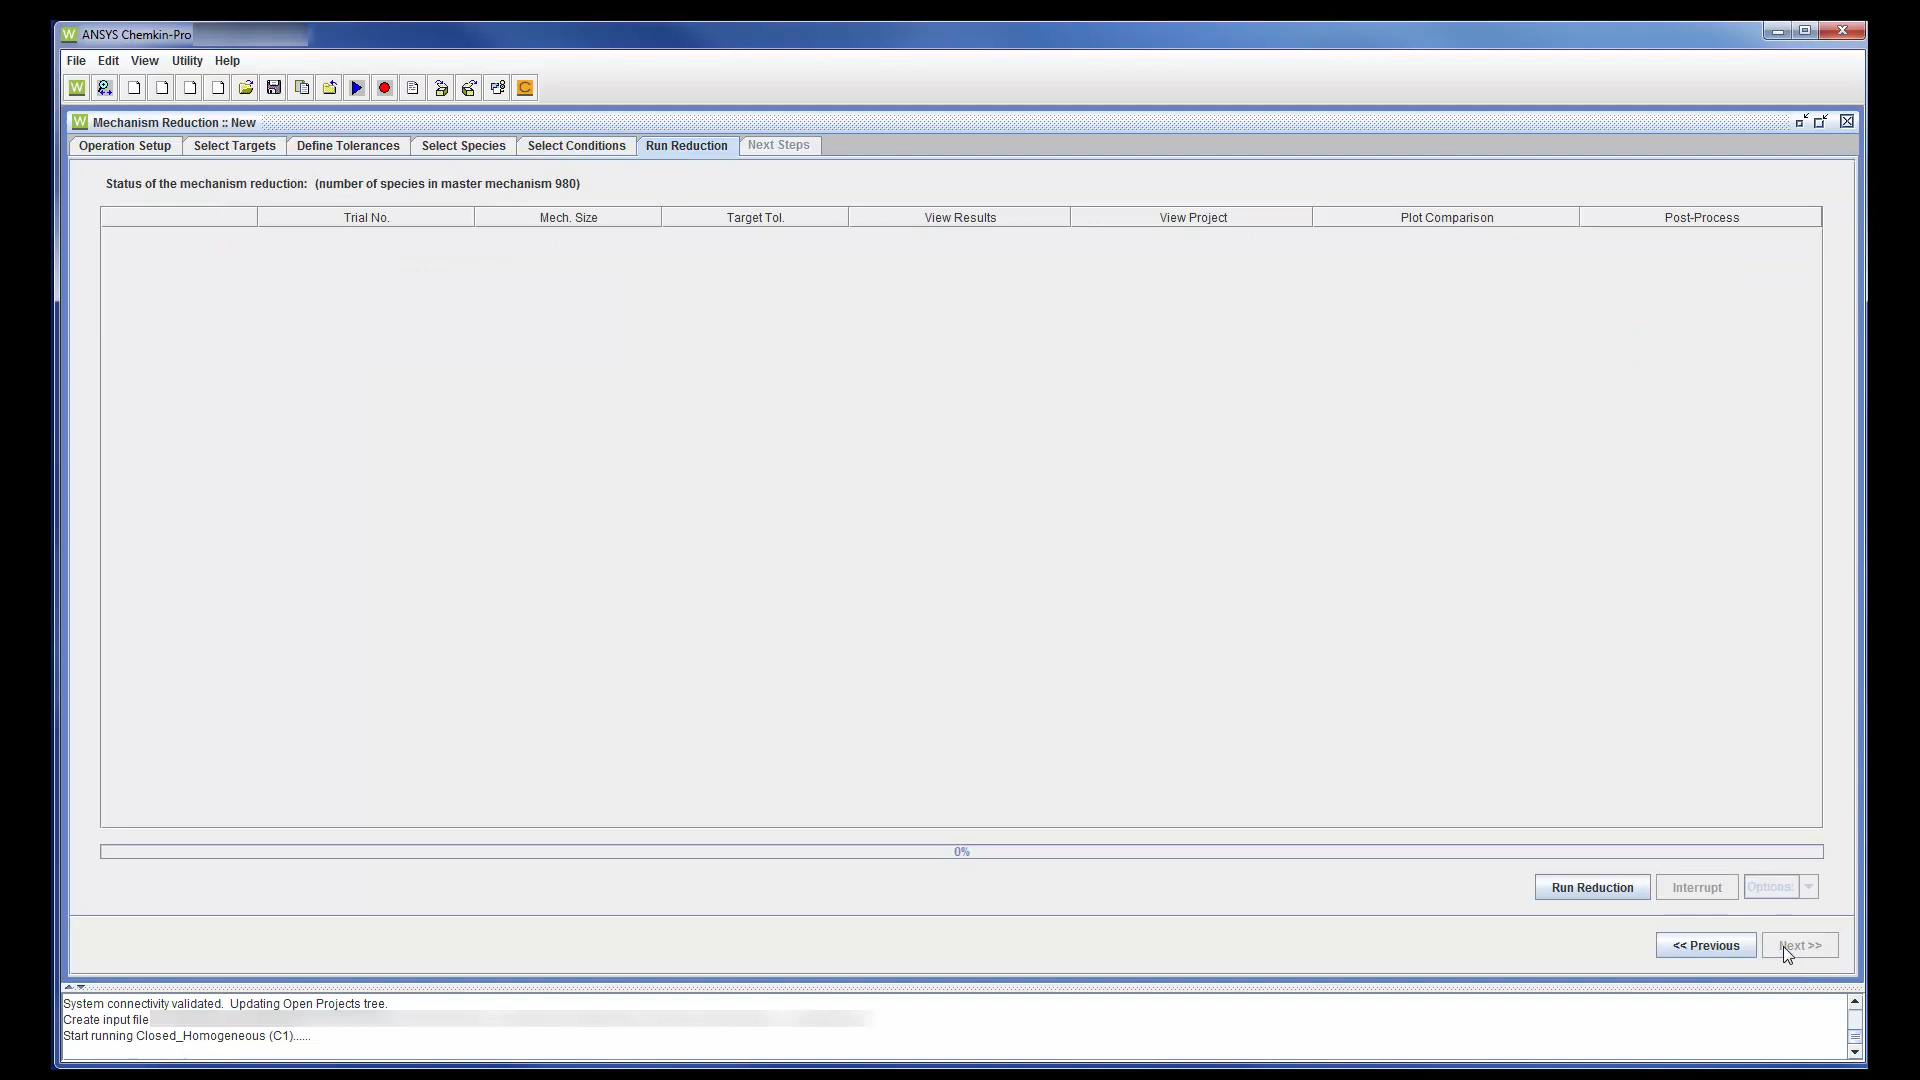 ANSYS Chemkin-Pro
File Edit View Utility Help
Mechanism Reduction :: New
Operation Setup Select Targets Define Tolerances Select Species Select Conditions Run Reduction Next Steps
Status of the mechanism reduction: (number of species in master mechanism 980)
Trial No. Mech. Size Target Tol. View Results View Project Plot Comparison Post-Process
0%
Run Reduction Interrupt Options:
<< Previous Next >>
System connectivity validated. Updating Open Projects tree.
Create input file
Start running Closed_Homogeneous (C1)......